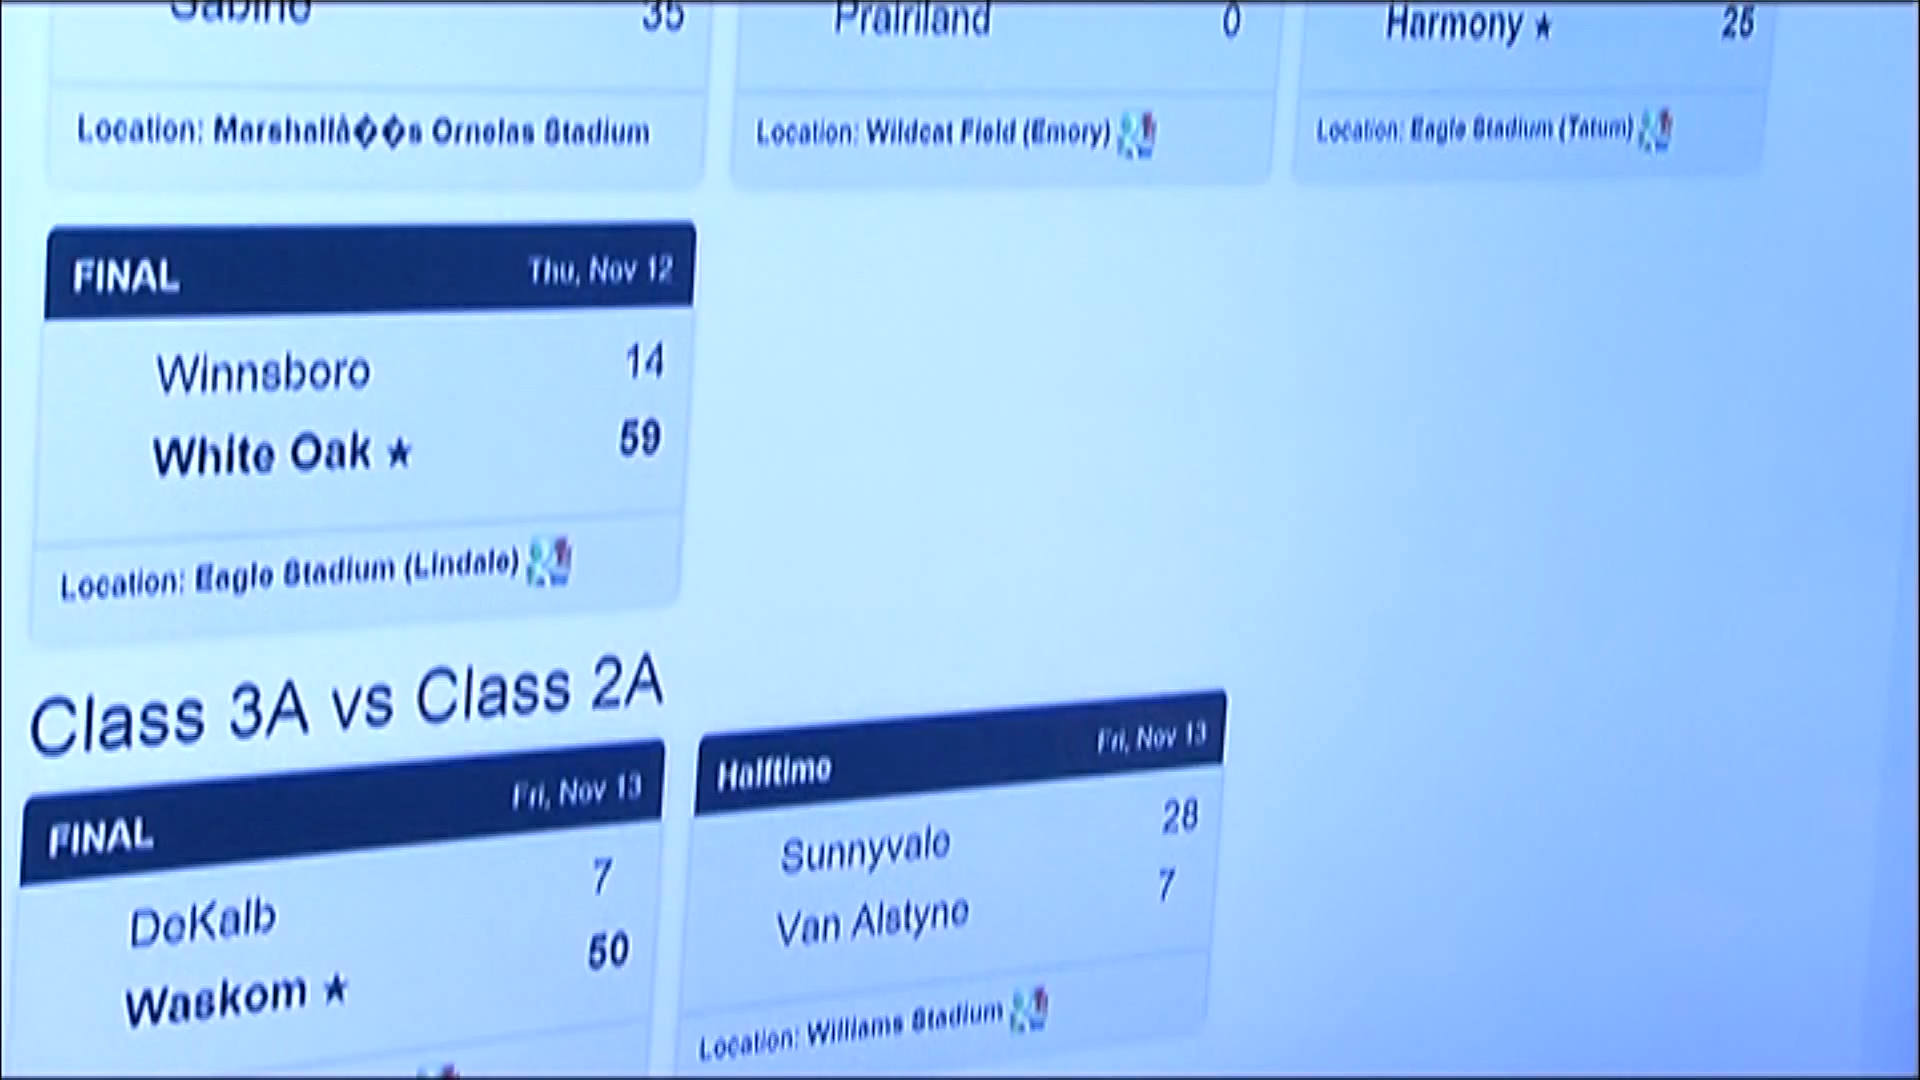 Sabine 35
Prairiland 0
Harmony ★ 25
Location: Marshallâ��s Ornelas Stadium
Location: Wildcat Field (Emory)
Location: Eagle Stadium (Tatum)
FINAL Thu, Nov 12
Winnsboro 14
White Oak ★ 59
Location: Eagle Stadium (Lindale)
Class 3A vs Class 2A
FINAL Fri, Nov 13
DeKalb 7
Waskom ★ 50
Halftime Fri, Nov 13
Sunnyvale 28
Van Alstyne 7
Location: Williams Stadium